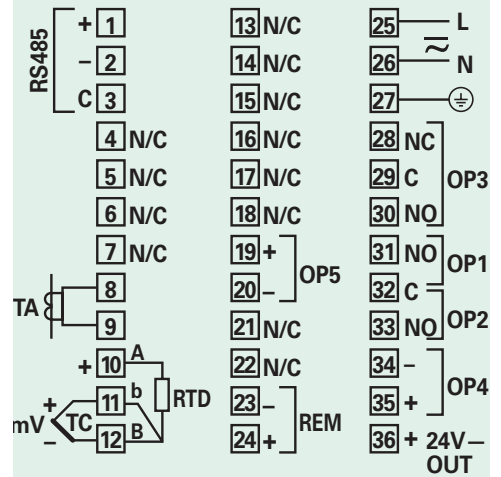 RS485
+ 1
– 2
C 3
4 N/C
5 N/C
6 N/C
7 N/C
TA
8
9
+ 10 A
+ 11 b
mV TC RTD
– 12 B
13 N/C
14 N/C
15 N/C
16 N/C
17 N/C
18 N/C
19 +
OP5
20 –
21 N/C
22 N/C
23 –
REM
24 +
25 L
26 N
27
28 NC
29 C OP3
30 NO
31 NO OP1
32 C
33 NO OP2
34 –
OP4
35 +
36 + 24V
OUT